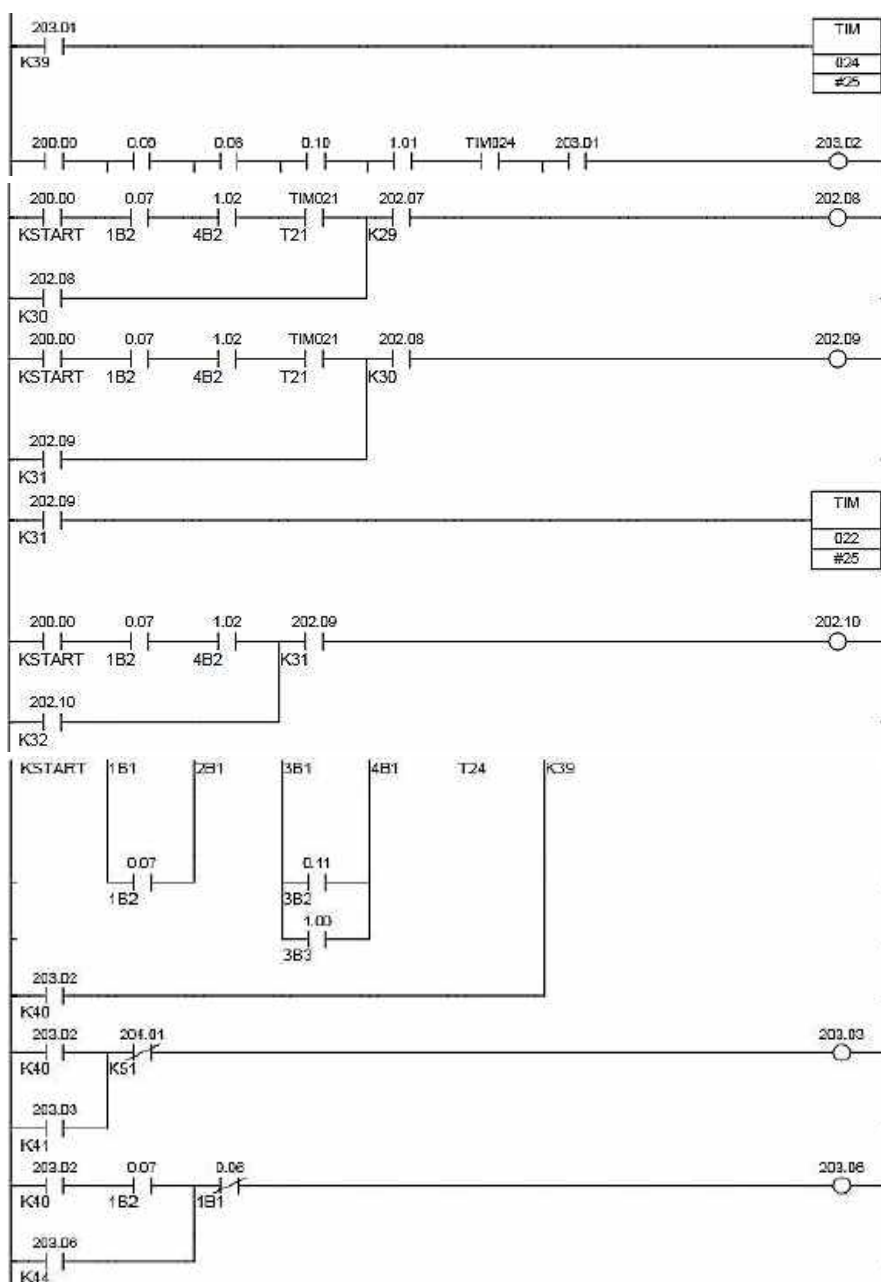 203.01
TIM
K39
024
#25
200.00 0.06 0.08 0.10 1.01 TIM024 203.01 203.02
200.00 0.07 1.02 TIM021 202.07 202.08
KSTART 1B2 4B2 T21 K29
202.08
K30
200.00 0.07 1.02 TIM021 202.08 202.09
KSTART 1B2 4B2 T21 K30
202.09
K31
202.09
TIM
K31
022
#25
200.00 0.07 1.02 202.09 202.10
KSTART 1B2 4B2 K31
202.10
K32
KSTART 1B1 2B1 3B1 4B1 T24 K39
0.07 0.11
1B2 3B2
1.00
3B3
203.02
K40
203.02 204.01 203.03
K40 K51
203.03
K41
203.02 0.07 0.06 203.06
K40 1B2 1B1
203.06
K44